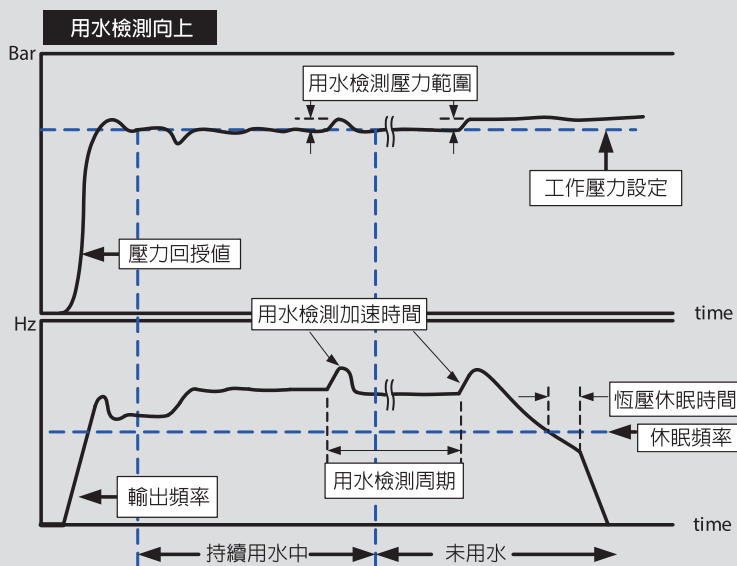 用水檢測向上
Bar
用水檢測壓力範圍
工作壓力設定
壓力回授值
time
Hz
用水檢測加速時間
恆壓休眠時間
休眠頻率
用水檢測周期
輸出頻率
time
持續用水中
未用水